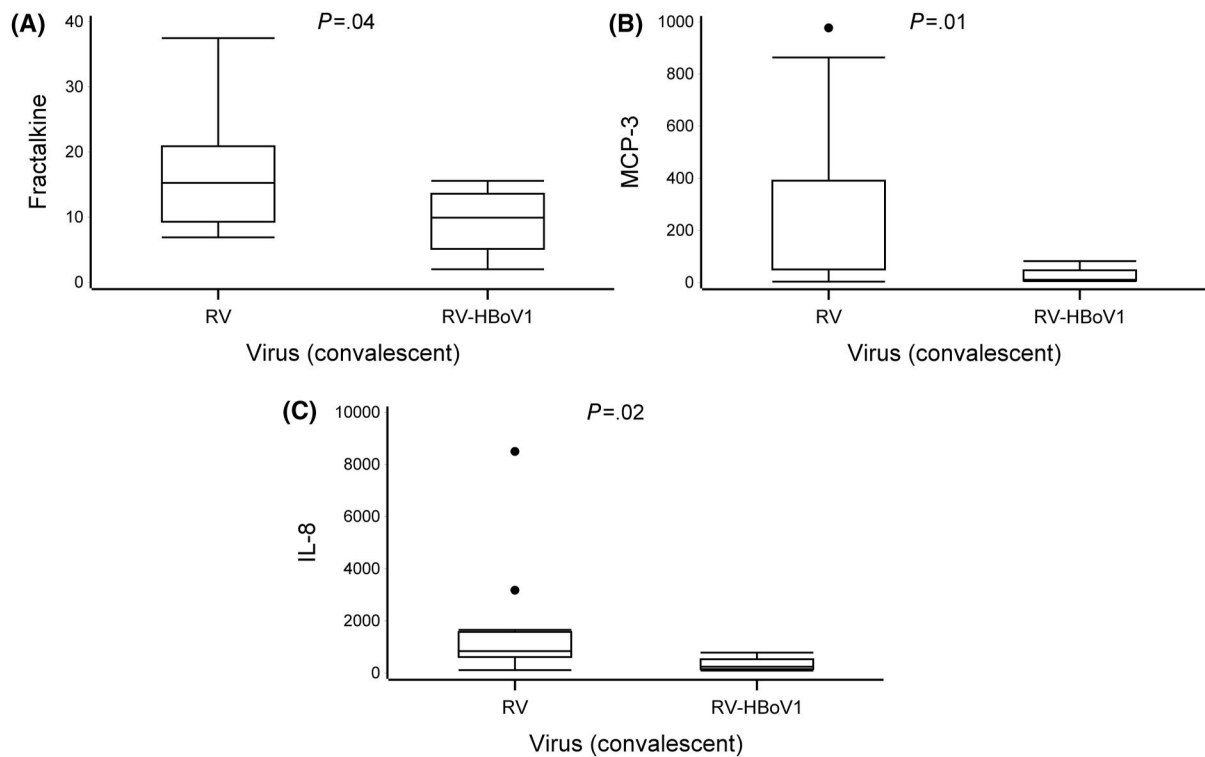 (A)
P=.04
Fractalkine
40
30
20
10
0
RV
RV-HBoV1
Virus (convalescent)
(B)
P=.01
MCP-3
1000
800
600
400
200
0
RV
RV-HBoV1
Virus (convalescent)
(C)
P=.02
IL-8
10000
8000
6000
4000
2000
0
RV
RV-HBoV1
Virus (convalescent)